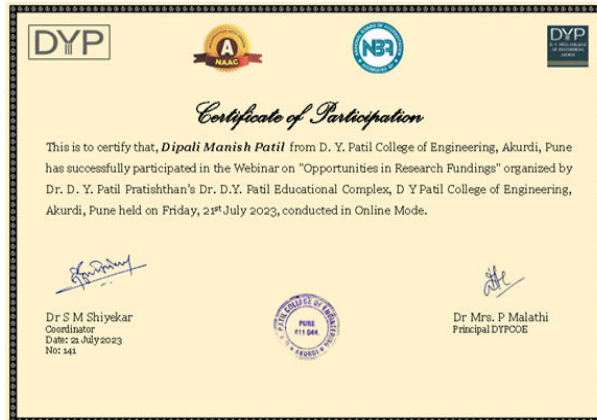 DYP
A
NAAC
NBA
DYP
Certificate of Participation
This is to certify that, Dipali Manish Patil from D. Y. Patil College of Engineering, Akurdi, Pune
has successfully participated in the Webinar on "Opportunities in Research Fundings" organized by
Dr. D. Y. Patil Pratishthan's Dr. D.Y. Patil Educational Complex, D Y Patil College of Engineering,
Akurdi, Pune held on Friday, 21st July 2023, conducted in Online Mode.
Dr S M Shiyekar
Coordinator
Date: 21 July 2023
No: 141
PATIL COLLEGE OF ENGINEERING
PUNE
411 044.
AKURDI
Dr Mrs. P Malathi
Principal DYPCOE